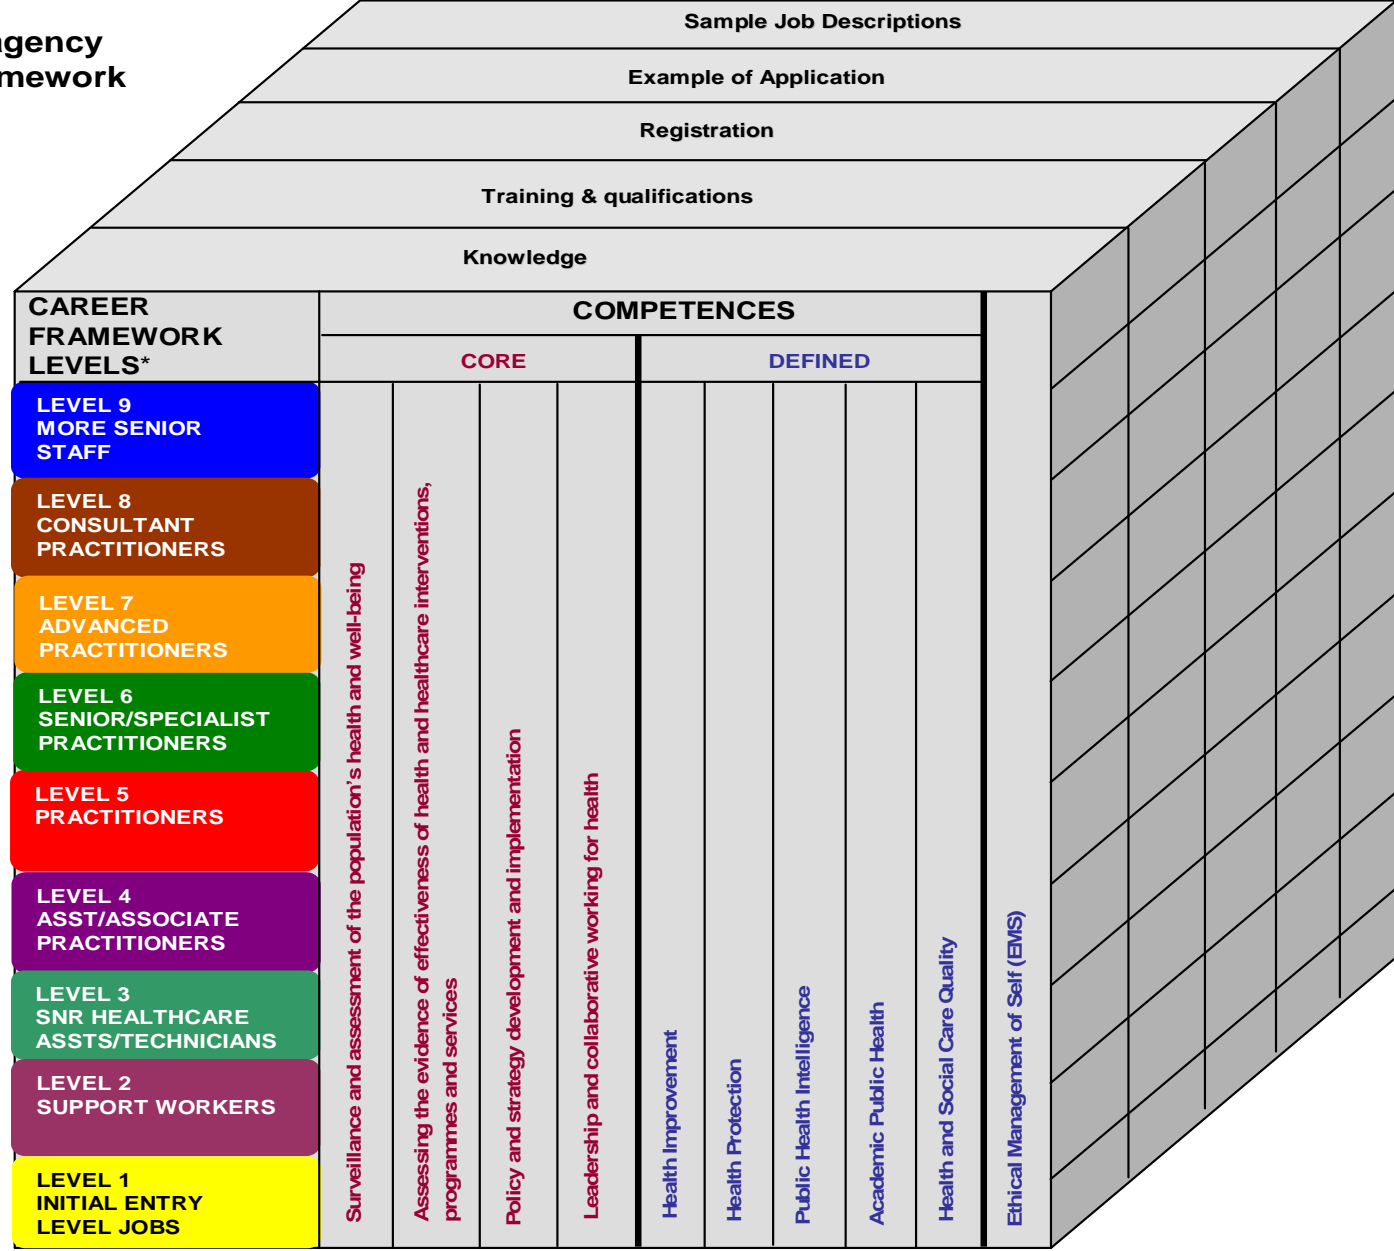 agency
mework
Sample Job Descriptions
Example of Application
Registration
Training & qualifications
Knowledge
CAREER
FRAMEWORK
LEVELS*
COMPETENCES
CORE
DEFINED
LEVEL 9
MORE SENIOR
STAFF
LEVEL 8
CONSULTANT
PRACTITIONERS
LEVEL 7
ADVANCED
PRACTITIONERS
LEVEL 6
SENIOR/SPECIALIST
PRACTITIONERS
LEVEL 5
PRACTITIONERS
LEVEL 4
ASST/ASSOCIATE
PRACTITIONERS
LEVEL 3
SNR HEALTHCARE
ASSTS/TECHNICIANS
LEVEL 2
SUPPORT WORKERS
LEVEL 1
INITIAL ENTRY
LEVEL JOBS
Surveillance and assessment of the population's health and well-being
Assessing the evidence of effectiveness of health and healthcare interventions,
programmes and services
Policy and strategy development and implementation
Leadership and collaborative working for health
Health Improvement
Health Protection
Public Health Intelligence
Academic Public Health
Health and Social Care Quality
Ethical Management of Self (EMS)